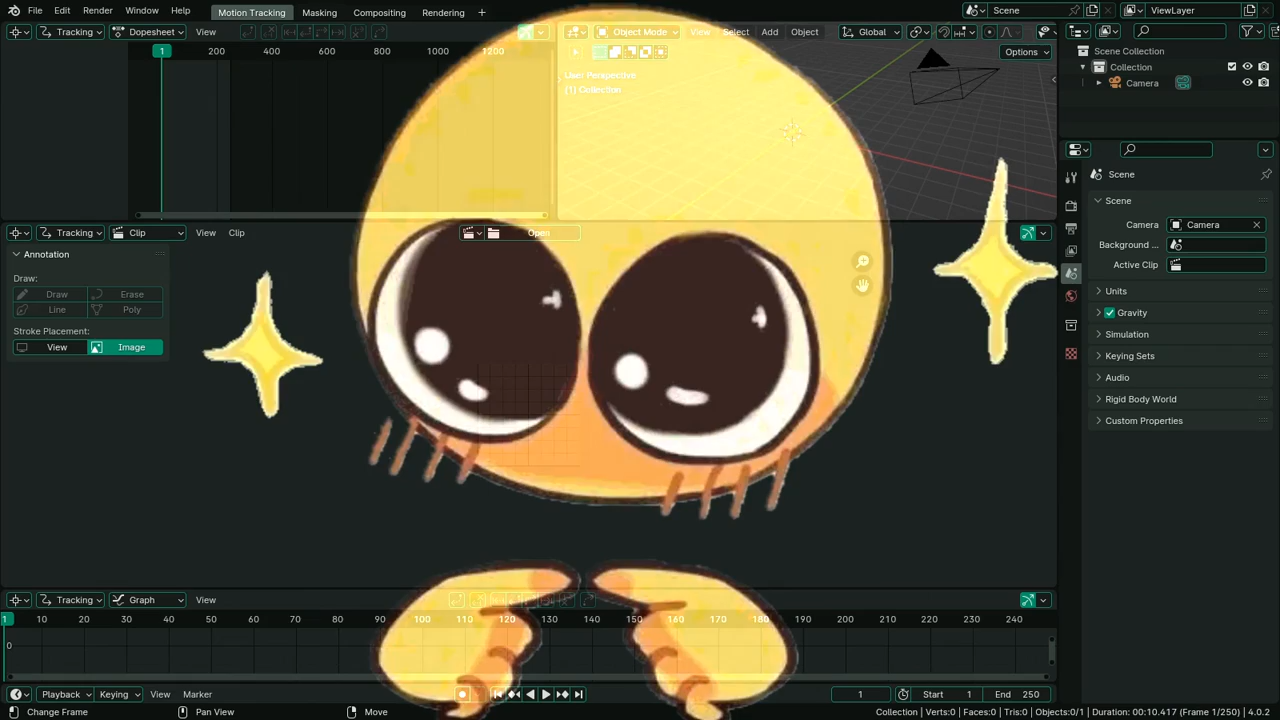 File Edit Render Window Help Motion Tracking Masking Compositing Rendering + Scene ViewLayer
Tracking Dopesheet View
1 200 400 600 800 1000 1200
Object Mode View Select Add Object Global
Options
User Perspective
(1) Collection
Scene Collection
Collection
Camera
Scene
Scene
Camera Camera
Background ...
Active Clip
Units
Gravity
Simulation
Keying Sets
Audio
Rigid Body World
Custom Properties
Tracking Clip View Clip Open
Annotation
Draw:
Draw Erase
Line Poly
Stroke Placement:
View Image
Tracking Graph View
1 10 20 30 40 50 60 70 80 90 100 110 120 130 140 150 160 170 180 190 200 210 220 230 240
0
Playback Keying View Marker 1 Start 1 End 250
Change Frame Pan View Move Collection | Verts:0 | Faces:0 | Tris:0 | Objects:0/1 | Duration: 00:10.417 (Frame 1/250) | 4.0.2